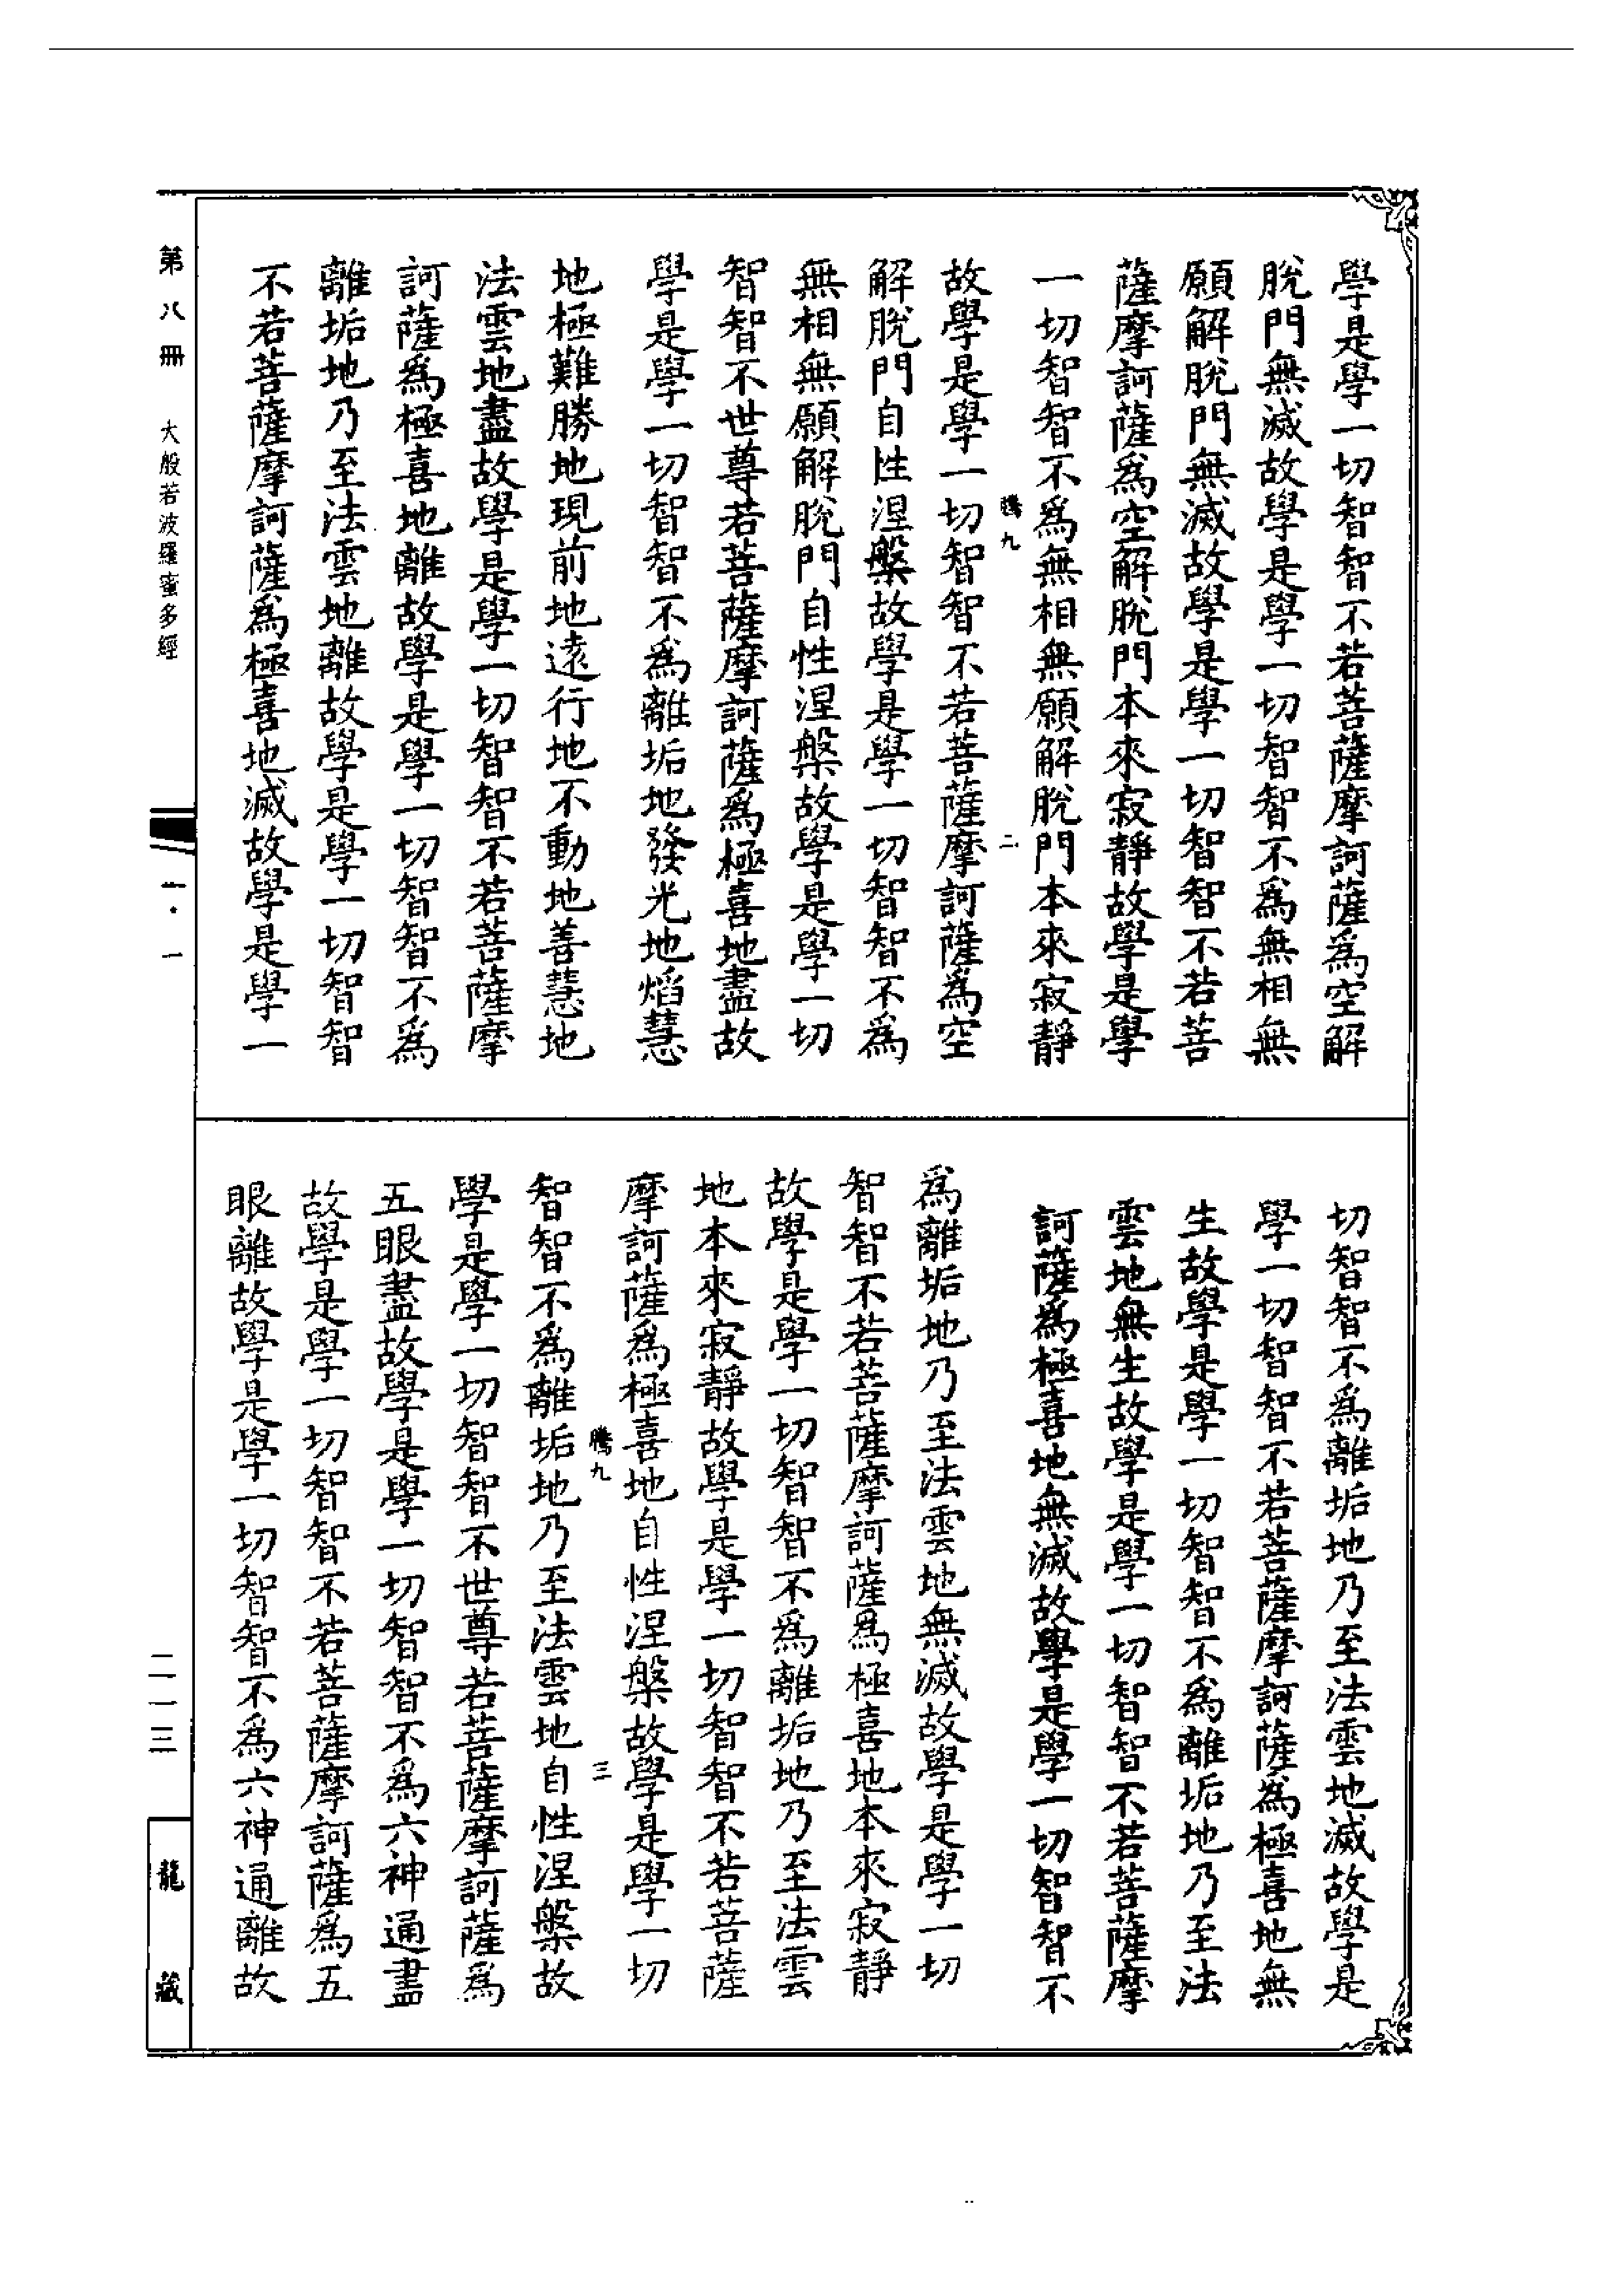 學是學一切智智不若菩薩摩訶薩爲空解
脫門無滅故學是學一切智智不爲無相無
願解脫門無滅故學是學一切智智不若菩
薩摩訶薩爲空解脫門本來寂靜故學是學
一切智智不爲無相無願解脫門本來寂靜
騰九 二
故學是學一切智智不若菩薩摩訶薩爲空
解脫門自性涅槃故學是學一切智智不爲
無相無願解脫門自性涅槃故學是學一切
智智不世尊若菩薩摩訶薩爲極喜地盡故
學是學一切智智不爲離垢地發光地焰慧
地極難勝地現前地遠行地不動地善慧地
法雲地盡故學是學一切智智不若菩薩摩
訶薩爲極喜地離故學是學一切智智不爲
離垢地乃至法雲地離故學是學一切智智
不若菩薩摩訶薩爲極喜地滅故學是學一
切智智不爲離垢地乃至法雲地滅故學是
學一切智智不若菩薩摩訶薩爲極喜地無
生故學是學一切智智不爲離垢地乃至法
雲地無生故學是學一切智智不若菩薩摩
訶薩爲極喜地無滅故學是學一切智智不
爲離垢地乃至法雲地無滅故學是學一切
智智不若菩薩摩訶薩爲極喜地本來寂靜
故學是學一切智智不爲離垢地乃至法雲
地本來寂靜故學是學一切智智不若菩薩
摩訶薩爲極喜地自性涅槃故學是學一切
騰九 三
智智不爲離垢地乃至法雲地自性涅槃故
學是學一切智智不世尊若菩薩摩訶薩爲
五眼盡故學是學一切智智不爲六神通盡
故學是學一切智智不若菩薩摩訶薩爲五
眼離故學是學一切智智不爲六神通離故
第八冊 大般若波羅蜜多經
一·一
二一三
龍藏